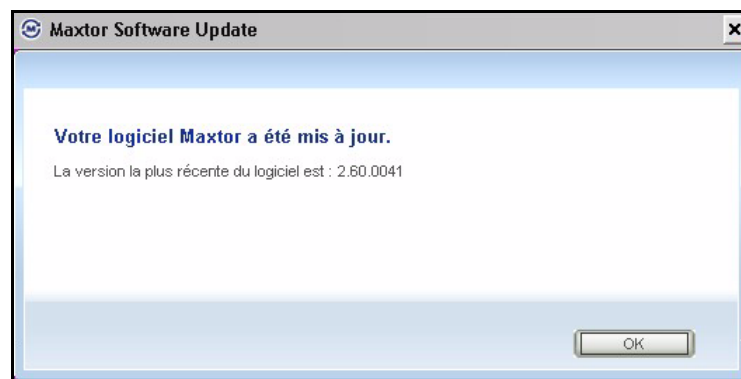 Maxtor Software Update
Votre logiciel Maxtor a été mis à jour.
La version la plus récente du logiciel est : 2.60.0041
OK